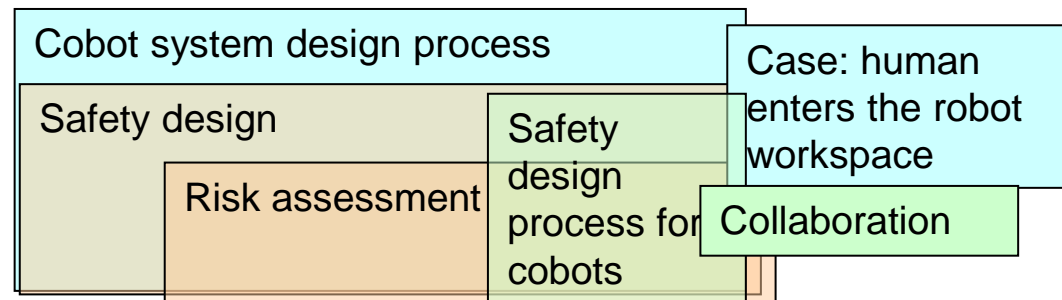 Cobot system design process
Safety design
Risk assessment
Safety
design
process for
cobots
Case: human
enters the robot
workspace
Collaboration